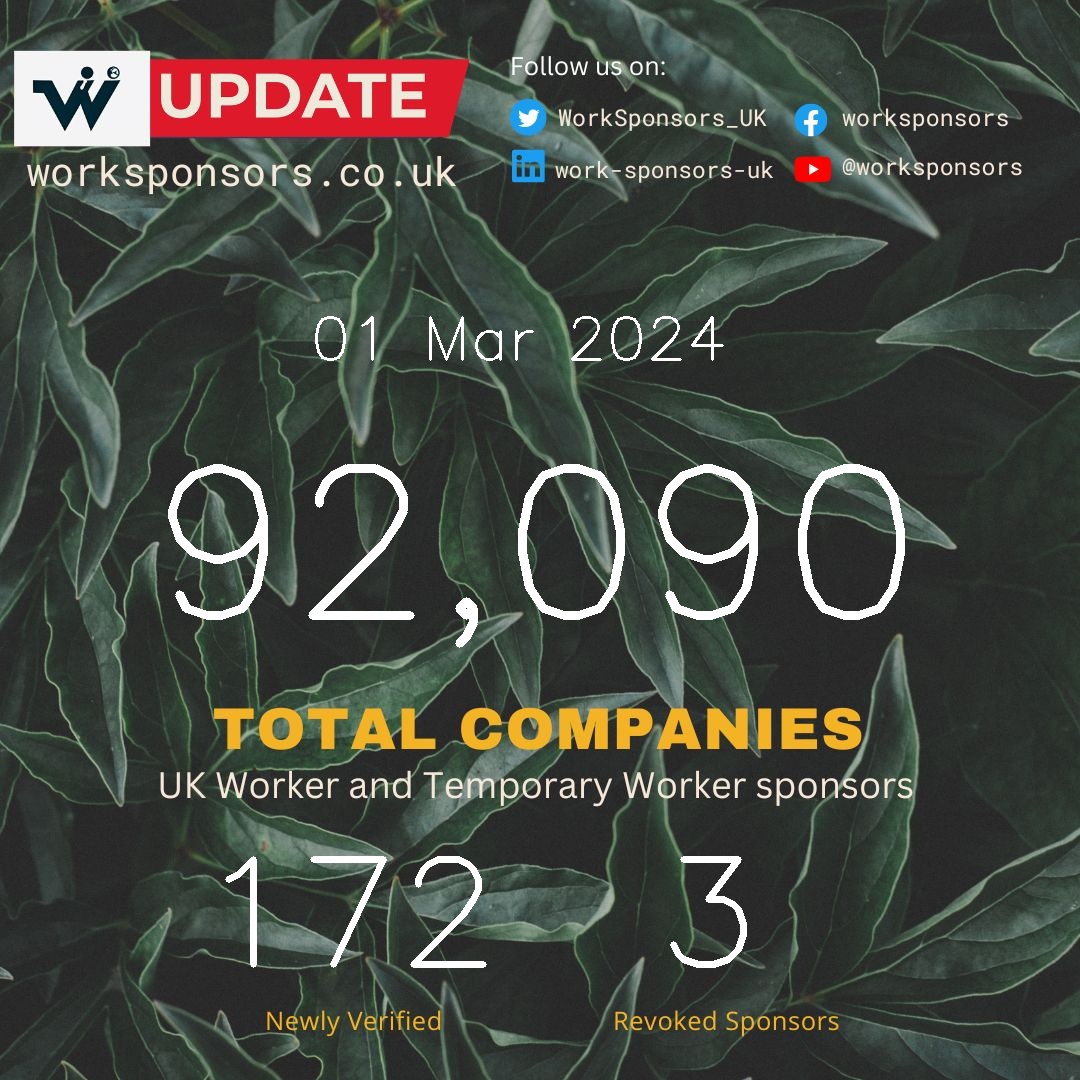 W UPDATE
worksponsors.co.uk
Follow us on:
WorkSponsors_UK
worksponsors
work-sponsors-uk
@worksponsors
01 Mar 2024
92,090
TOTAL COMPANIES
UK Worker and Temporary Worker sponsors
172 3
Newly Verified Revoked Sponsors